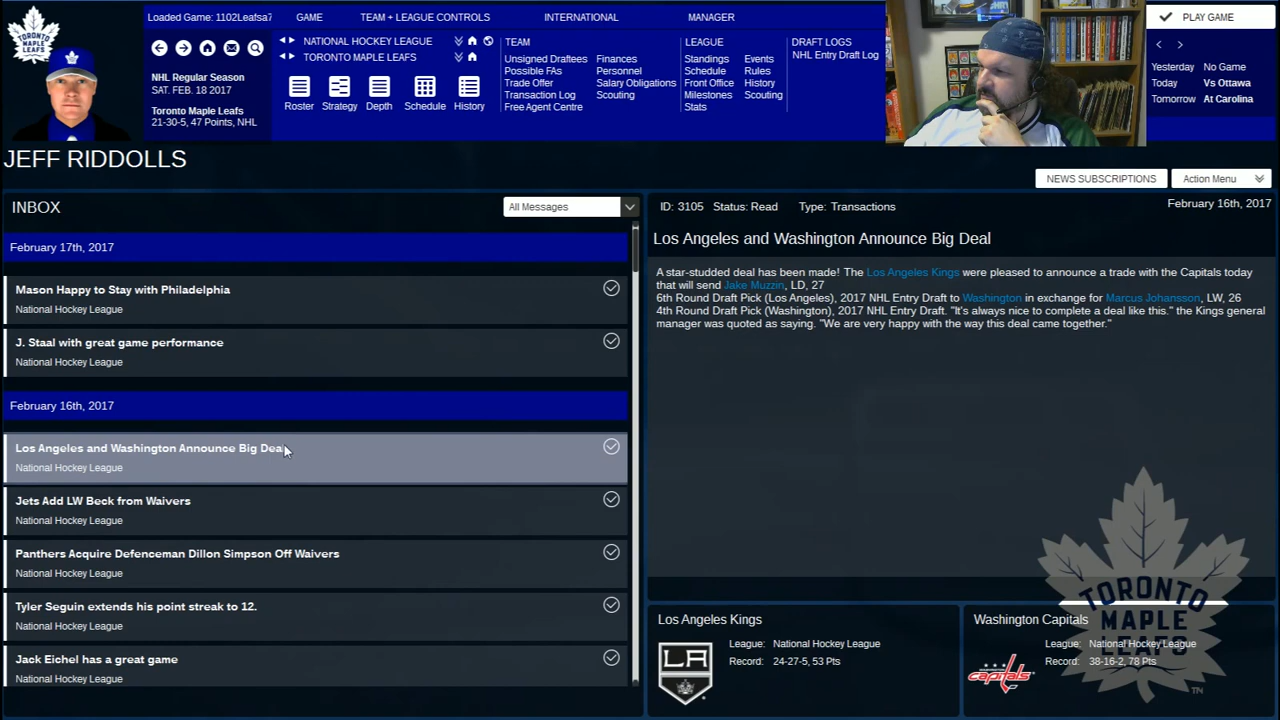 Loaded Game: 1102Leafsa7
GAME
TEAM + LEAGUE CONTROLS
INTERNATIONAL
MANAGER
PLAY GAME
NHL Regular Season
SAT. FEB. 18 2017
Toronto Maple Leafs
21-30-5, 47 Points, NHL
NATIONAL HOCKEY LEAGUE
TORONTO MAPLE LEAFS
Roster
Strategy
Depth
Schedule
History
TEAM
Unsigned Draftees
Finances
Possible FAs
Personnel
Trade Offer
Salary Obligations
Transaction Log
Scouting
Free Agent Centre
LEAGUE
Standings
Events
Schedule
Rules
Front Office
History
Milestones
Scouting
Stats
DRAFT LOGS
NHL Entry Draft Log
Yesterday No Game
Today Vs Ottawa
Tomorrow At Carolina
TORONTO
MAPLE
LEAFS
JEFF RIDDOLLS
NEWS SUBSCRIPTIONS
Action Menu
INBOX
All Messages
February 17th, 2017
Mason Happy to Stay with Philadelphia
National Hockey League
J. Staal with great game performance
National Hockey League
February 16th, 2017
Los Angeles and Washington Announce Big Deal
National Hockey League
Jets Add LW Beck from Waivers
National Hockey League
Panthers Acquire Defenceman Dillon Simpson Off Waivers
National Hockey League
Tyler Seguin extends his point streak to 12.
National Hockey League
Jack Eichel has a great game
National Hockey League
ID: 3105 Status: Read Type: Transactions
February 16th, 2017
Los Angeles and Washington Announce Big Deal
A star-studded deal has been made! The Los Angeles Kings were pleased to announce a trade with the Capitals today
that will send Jake Muzzin, LD, 27
6th Round Draft Pick (Los Angeles), 2017 NHL Entry Draft to Washington in exchange for Marcus Johansson, LW, 26
4th Round Draft Pick (Washington), 2017 NHL Entry Draft. "It's always nice to complete a deal like this." the Kings general
manager was quoted as saying. "We are very happy with the way this deal came together."
TORONTO
MAPLE
LEAFS
TM
Los Angeles Kings
LA
League: National Hockey League
Record: 24-27-5, 53 Pts
Washington Capitals
capitals
League: National Hockey League
Record: 38-16-2, 78 Pts